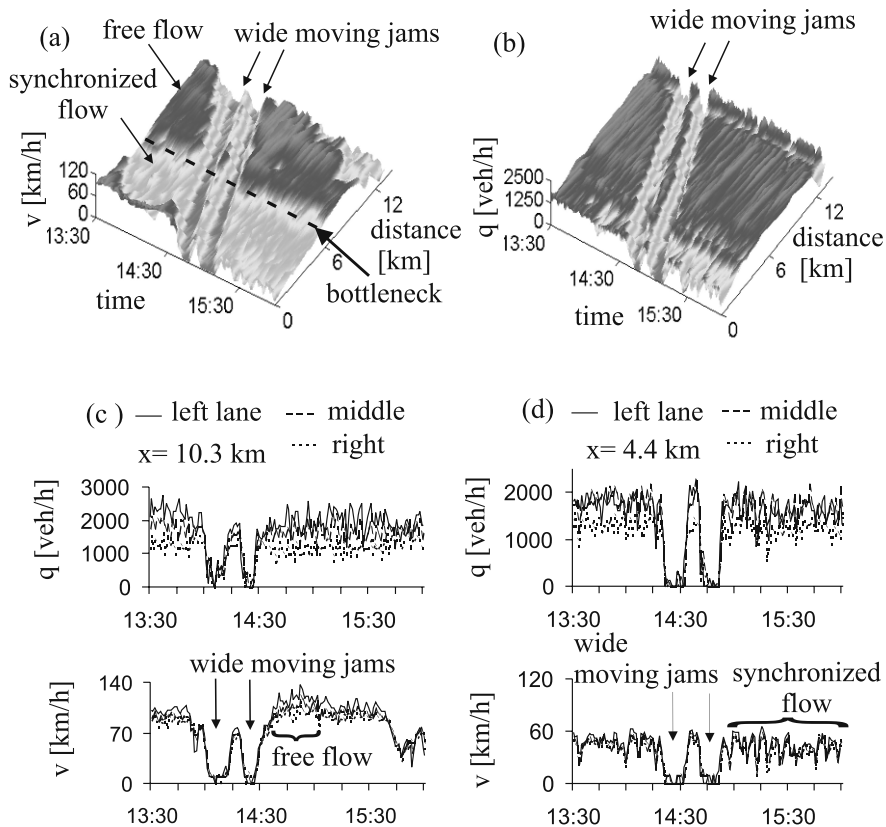 (a)
free flow
wide moving jams
synchronized
flow
v [km/h]
120
60
0
13:30
14:30
15:30
time
0
6
12
distance
[km]
bottleneck
(b)
wide moving jams
q [veh/h]
2500
1250
0
13:30
14:30
15:30
time
0
6
12
distance
[km]
(c ) left lane middle
x= 10.3 km right
q [veh/h]
3000
2000
1000
0
13:30 14:30 15:30
wide moving jams
v [km/h]
140
70
0
free flow
13:30 14:30 15:30
(d) left lane middle
x= 4.4 km right
q [veh/h]
2000
1000
0
13:30 14:30 15:30
wide
moving jams
synchronized
flow
v [km/h]
120
60
0
13:30 14:30 15:30